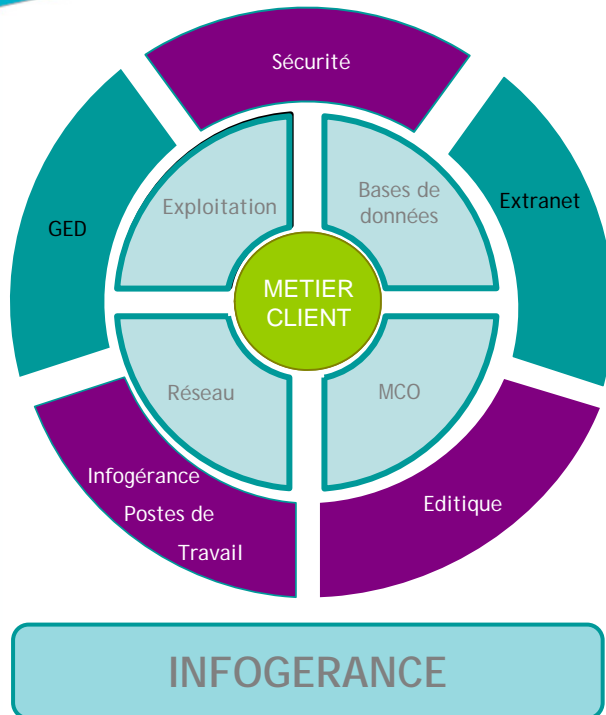 Sécurité
GED
Exploitation
Bases de
données
Extranet
METIER
CLIENT
Réseau
MCO
Infogérance
Postes de
Travail
Editique
INFOGERANCE